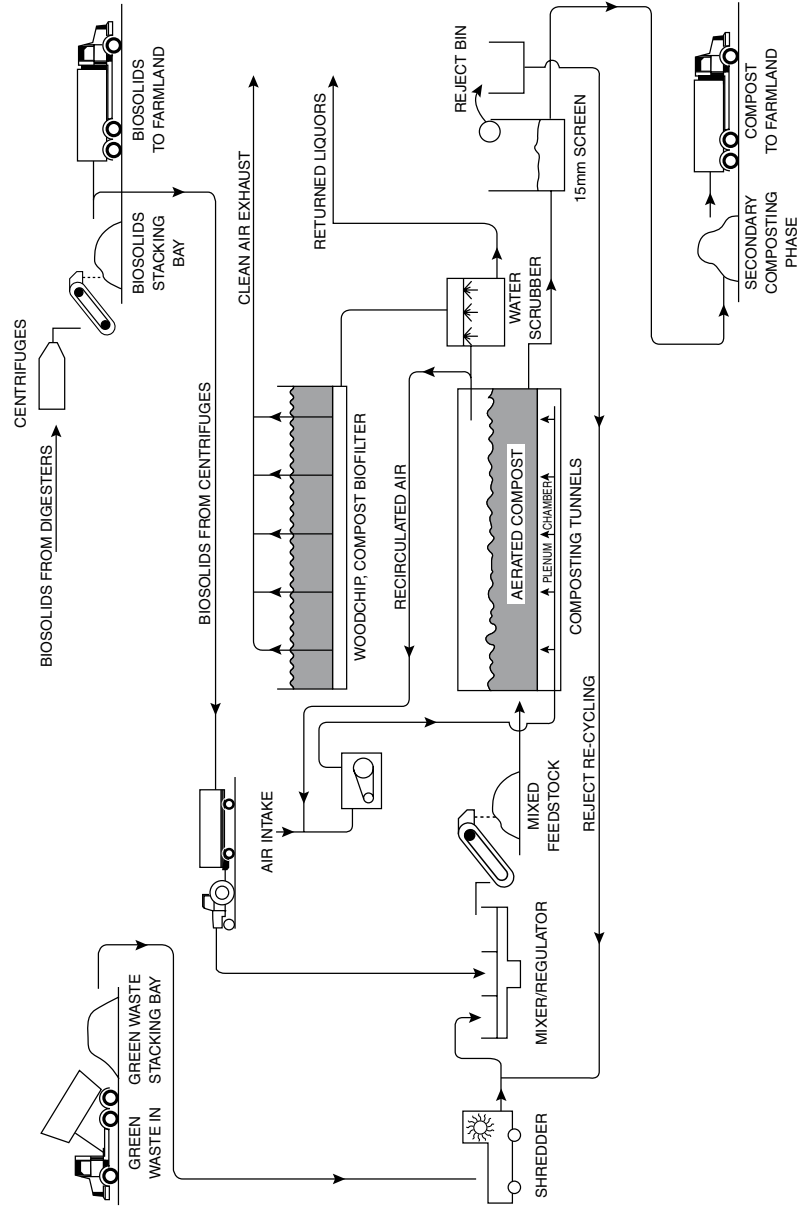 GREEN
WASTE IN
GREEN WASTE
STACKING BAY
BIOSOLIDS FROM DIGESTERS
CENTRIFUGES
BIOSOLIDS
STACKING
BAY
BIOSOLIDS
TO FARMLAND
BIOSOLIDS FROM CENTRIFUGES
AIR INTAKE
WOODCHIP, COMPOST BIOFILTER
CLEAN AIR EXHAUST
RECIRCULATED AIR
RETURNED LIQUORS
WATER
SCRUBBER
SHREDDER
MIXER/REGULATOR
MIXED
FEEDSTOCK
AERATED COMPOST
PLENUM CHAMBER
COMPOSTING TUNNELS
REJECT BIN
15mm SCREEN
REJECT RE-CYCLING
SECONDARY
COMPOSTING
PHASE
COMPOST
TO FARMLAND